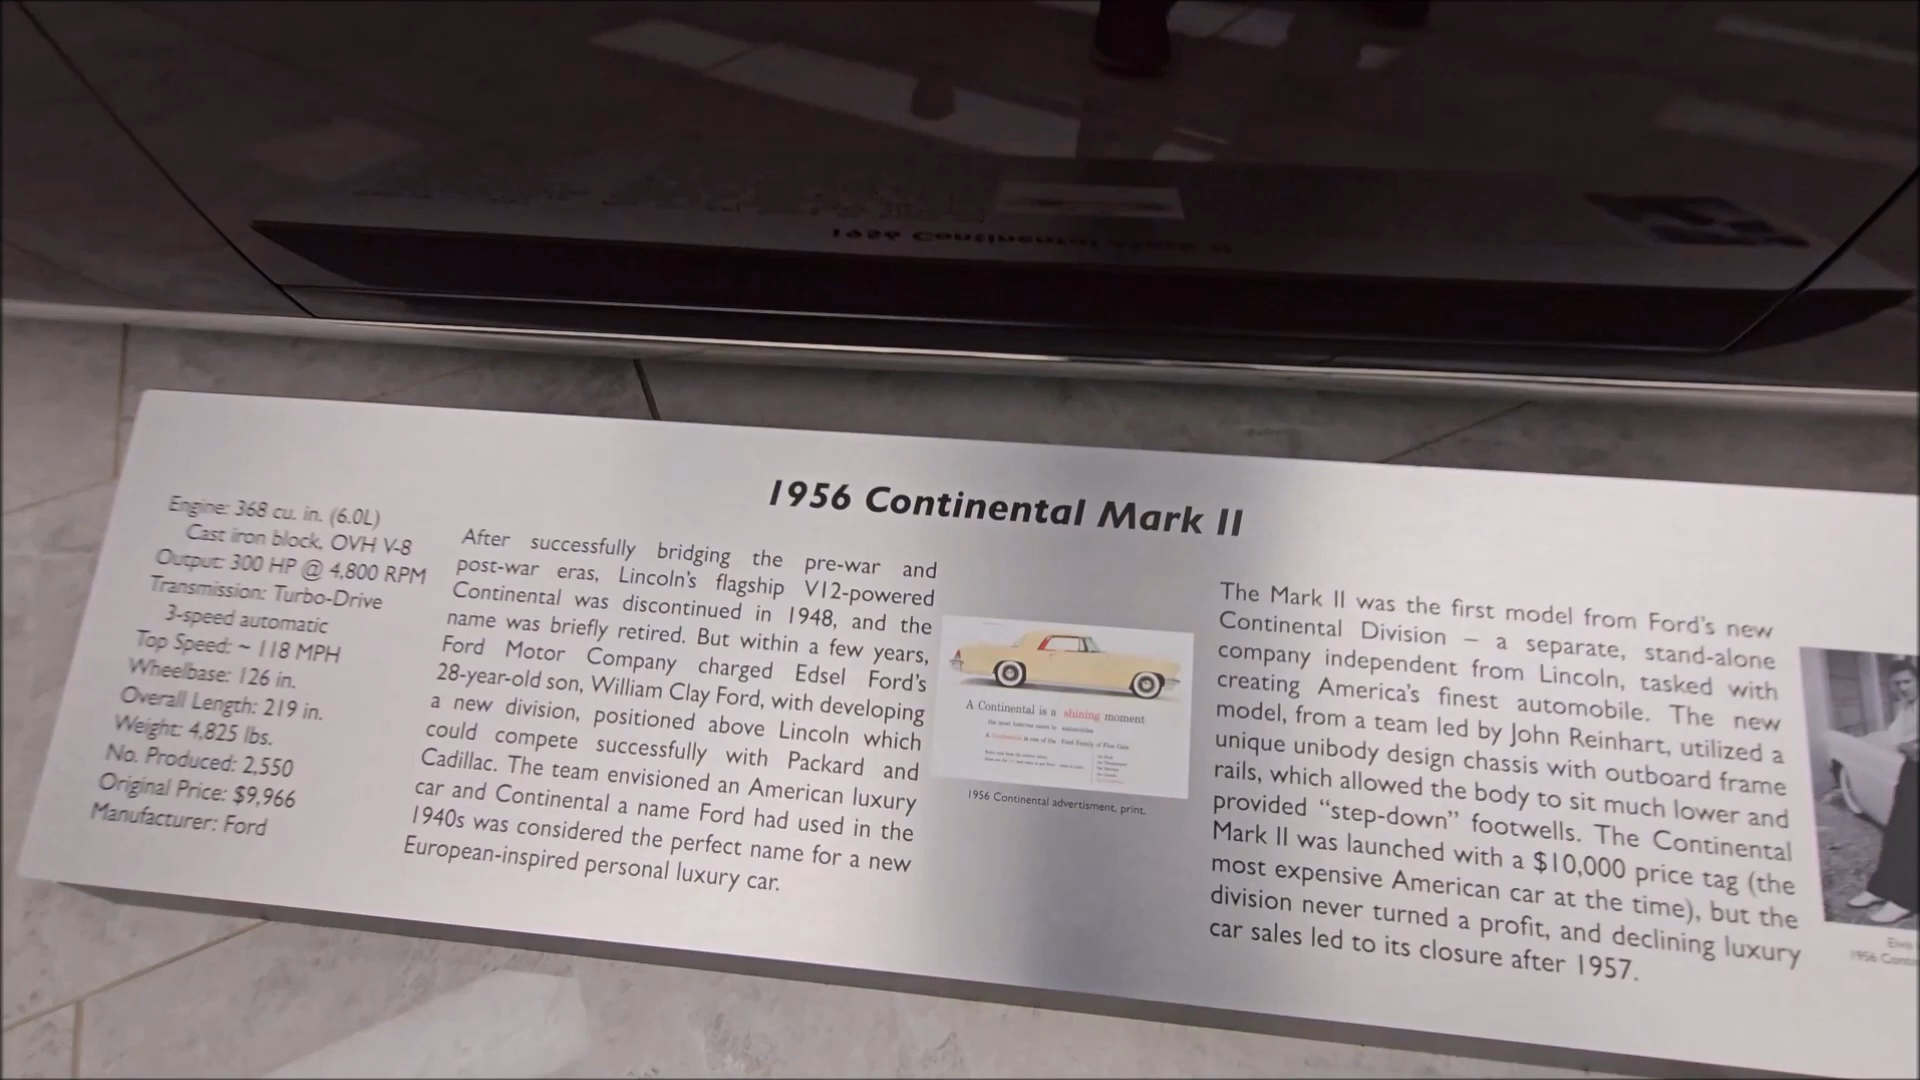 1956 Continental Mark II
Engine: 368 cu. in. (6.0L)
Cast iron block, OVH V-8
Output: 300 HP @ 4,800 RPM
Transmission: Turbo-Drive
3-speed automatic
Top Speed: ~ 118 MPH
Wheelbase: 126 in.
Overall Length: 219 in.
Weight: 4,825 lbs.
No. Produced: 2,550
Original Price: $9,966
Manufacturer: Ford
After successfully bridging the pre-war and
post-war eras, Lincoln's flagship V12-powered
Continental was discontinued in 1948, and the
name was briefly retired. But within a few years,
Ford Motor Company charged Edsel Ford's
28-year-old son, William Clay Ford, with developing
a new division, positioned above Lincoln which
could compete successfully with Packard and
Cadillac. The team envisioned an American luxury
car and Continental a name Ford had used in the
1940s was considered the perfect name for a new
European-inspired personal luxury car.
A Continental is a shining moment
1956 Continental advertisment, print.
The Mark II was the first model from Ford's new
Continental Division – a separate, stand-alone
company independent from Lincoln, tasked with
creating America's finest automobile. The new
model, from a team led by John Reinhart, utilized a
unique unibody design chassis with outboard frame
rails, which allowed the body to sit much lower and
provided "step-down" footwells. The Continental
Mark II was launched with a $10,000 price tag (the
most expensive American car at the time), but the
division never turned a profit, and declining luxury
car sales led to its closure after 1957.
1956